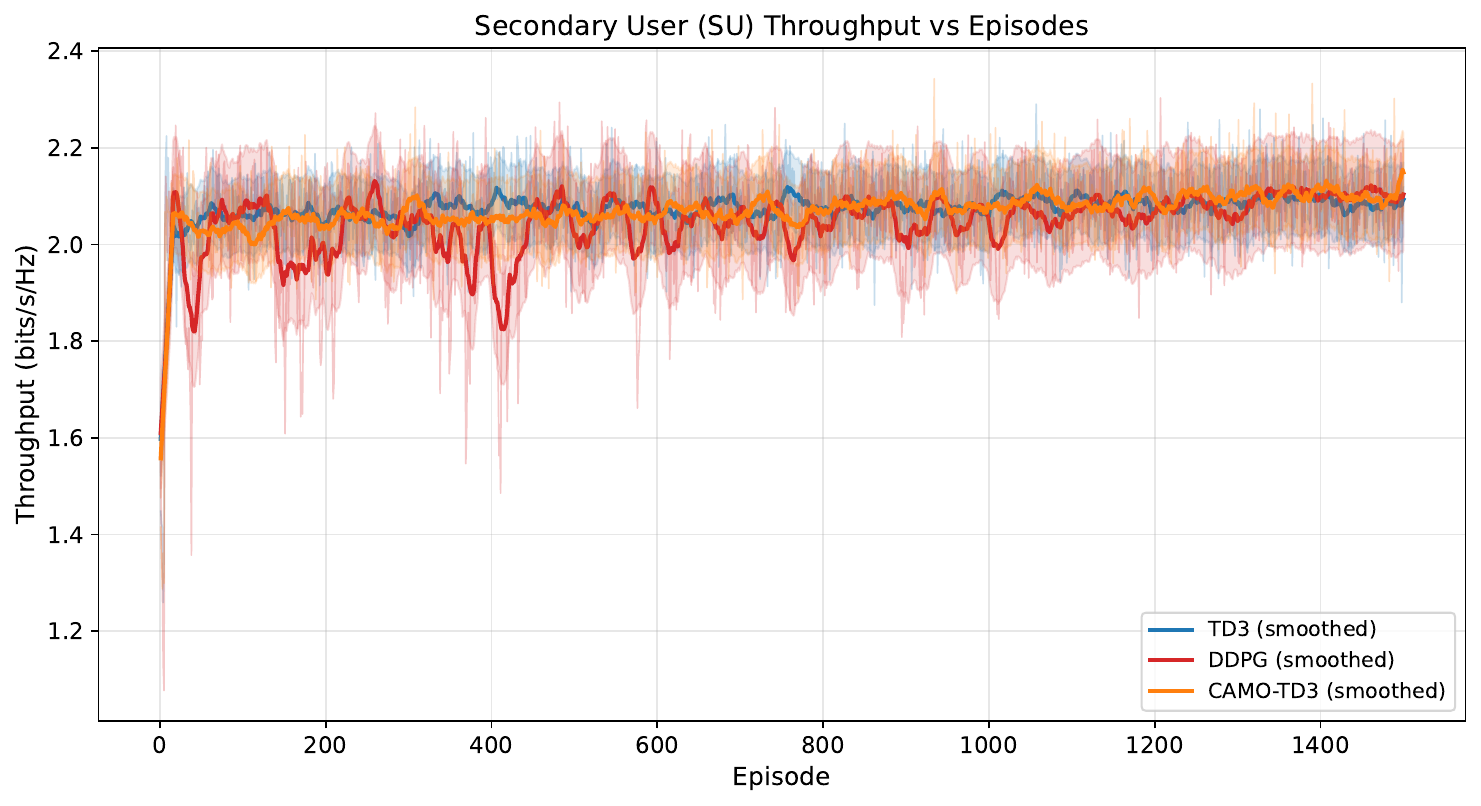 Secondary User (SU) Throughput vs Episodes
Throughput (bits/s/Hz)
2.4
2.2
2.0
1.8
1.6
1.4
1.2
TD3 (smoothed)
DDPG (smoothed)
CAMO-TD3 (smoothed)
0 200 400 600 800 1000 1200 1400
Episode